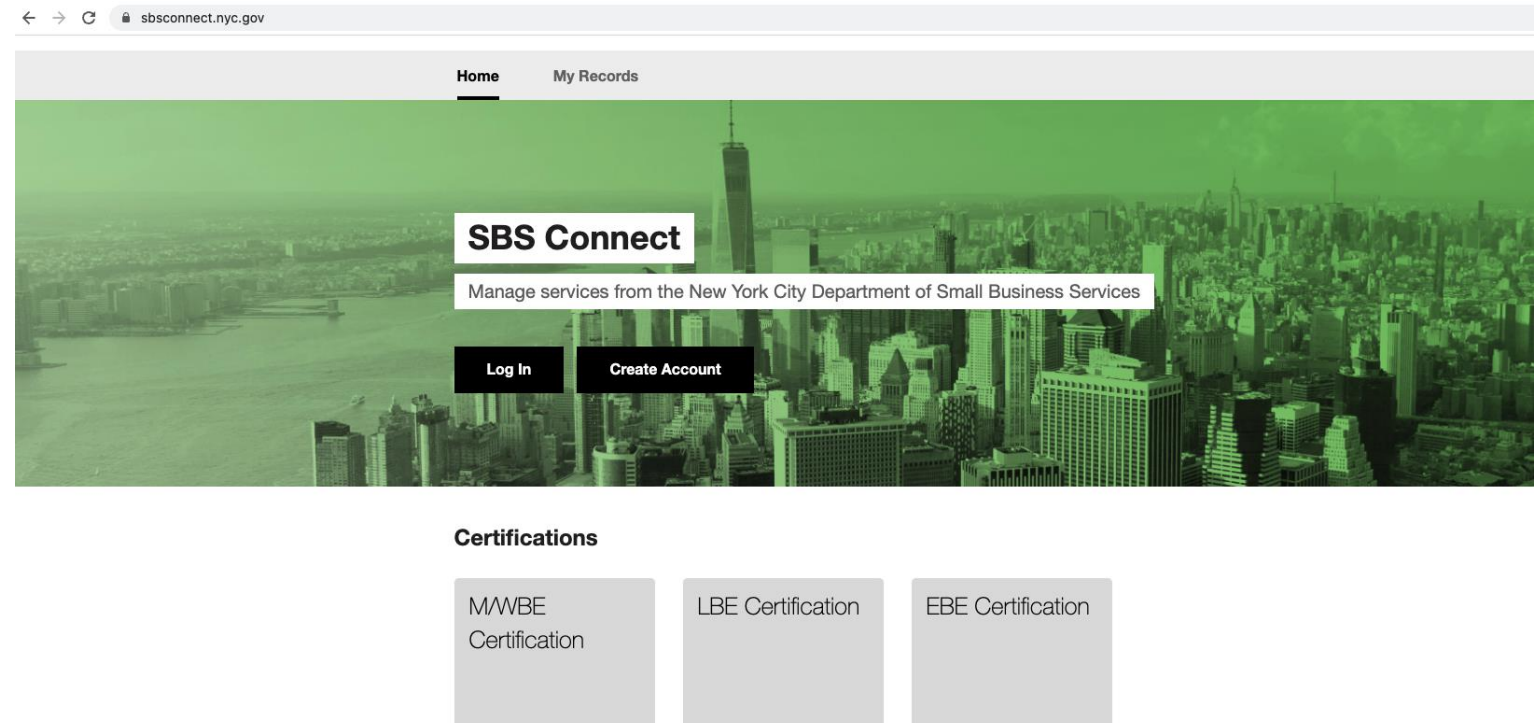 sbsconnect.nyc.gov
Home My Records
SBS Connect
Manage services from the New York City Department of Small Business Services
Log In Create Account
Certifications
M/WBE LBE Certification EBE Certification
Certification